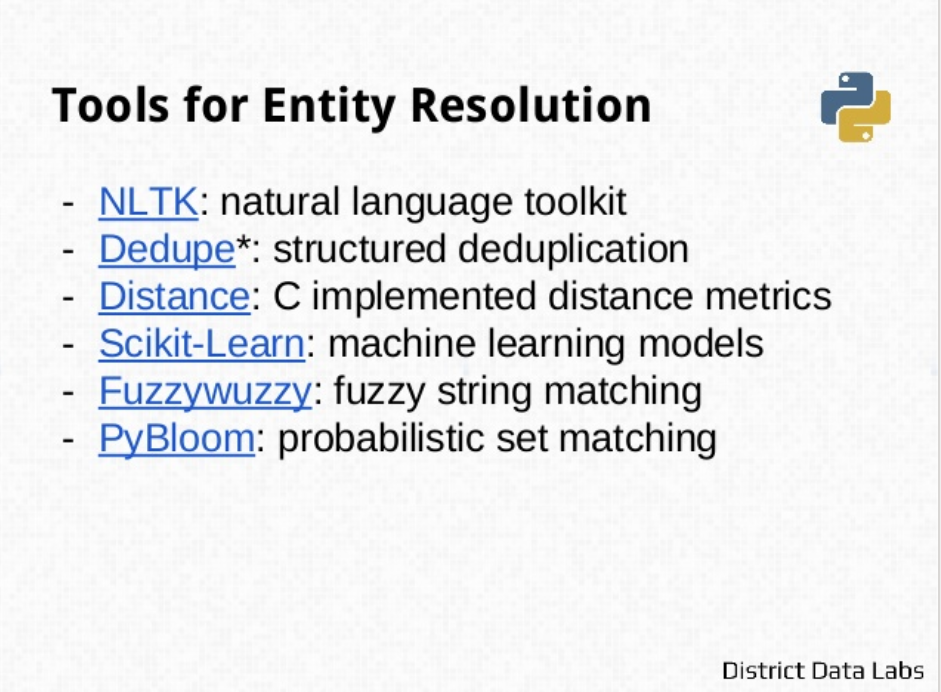 Tools for Entity Resolution
- NLTK: natural language toolkit
- Dedupe*: structured deduplication
- Distance: C implemented distance metrics
- Scikit-Learn: machine learning models
- Fuzzywuzzy: fuzzy string matching
- PyBloom: probabilistic set matching
District Data Labs